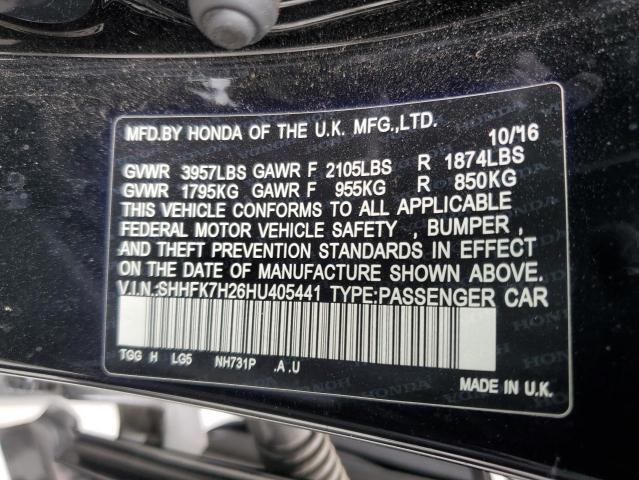 MFD.BY HONDA OF THE U.K. MFG.,LTD. 10/16
GVWR 3957LBS GAWR F 2105LBS R 1874LBS
GVWR 1795KG GAWR F 955KG R 850KG
THIS VEHICLE CONFORMS TO ALL APPLICABLE
FEDERAL MOTOR VEHICLE SAFETY , BUMPER ,
AND THEFT PREVENTION STANDARDS IN EFFECT
ON THE DATE OF MANUFACTURE SHOWN ABOVE.
V.I.N.:SHHFK7H26HU405441 TYPE:PASSENGER CAR
TGG H LG5 NH731P .A .U
MADE IN U.K.